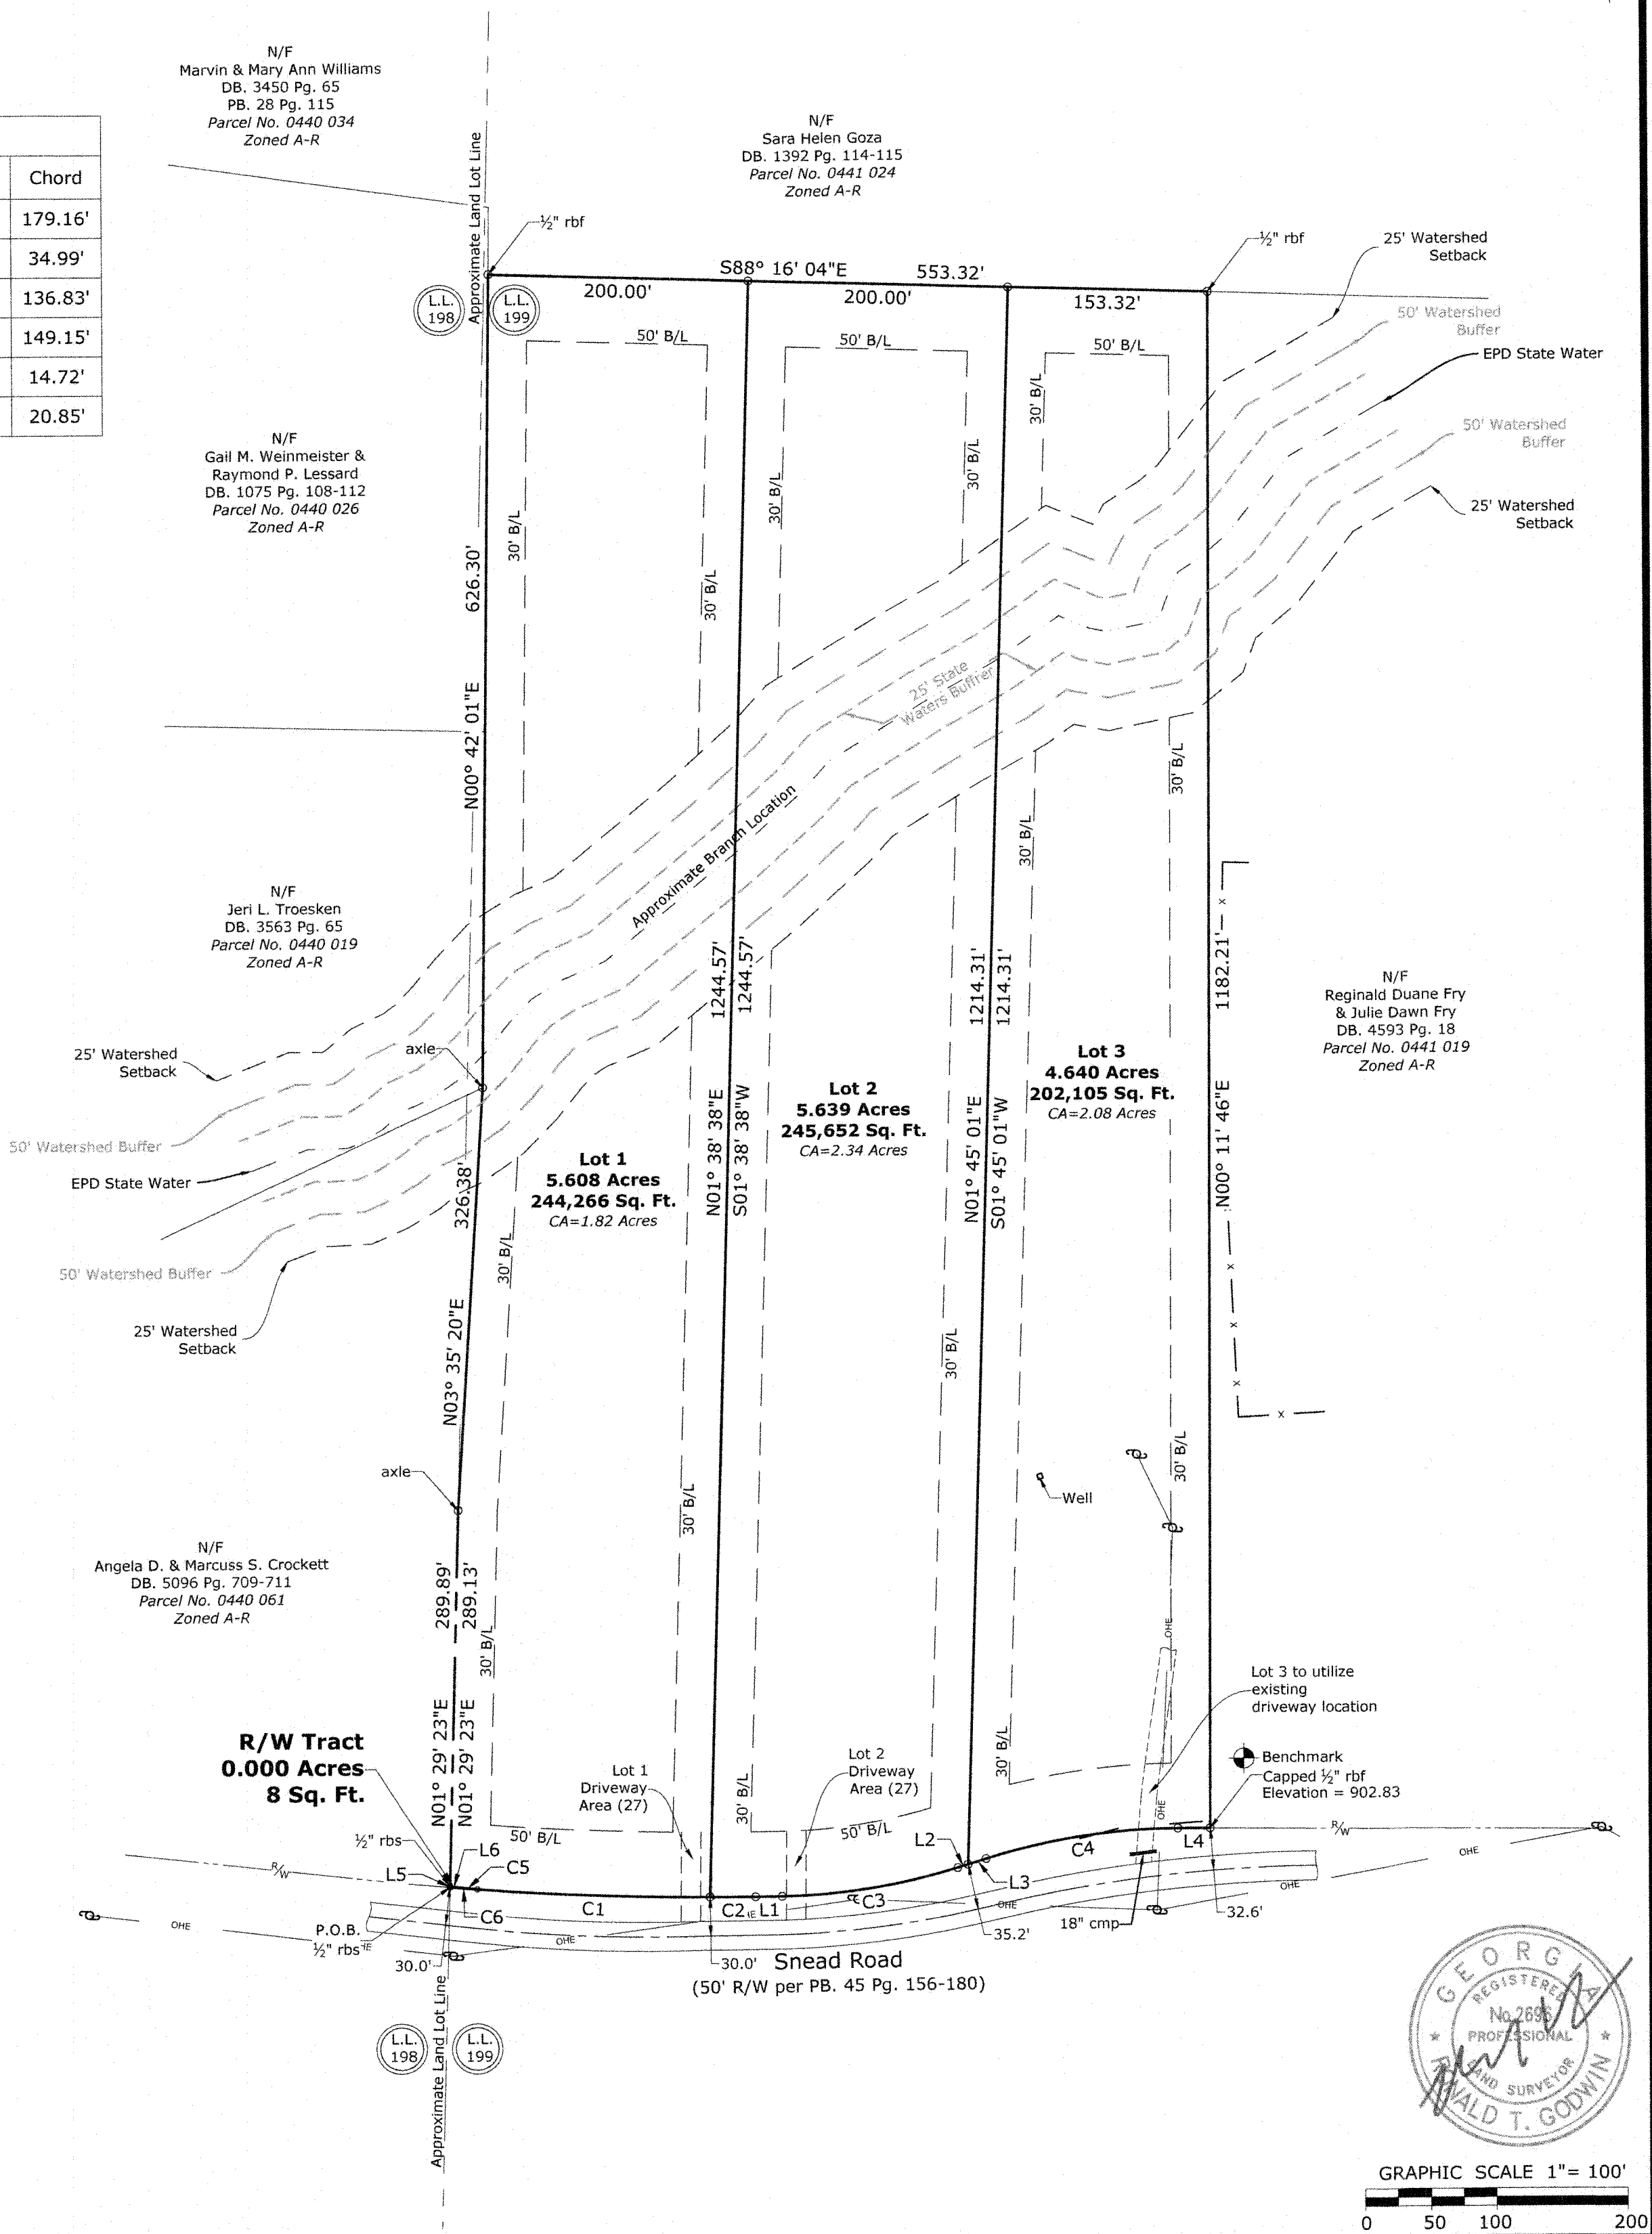 N/F
Marvin & Mary Ann Williams
DB. 3450 Pg. 65
PB. 28 Pg. 115
Parcel No. 0440 034
Zoned A-R
N/F
Sara Helen Goza
DB. 1392 Pg. 114-115
Parcel No. 0441 024
Zoned A-R
Chord
179.16'
34.99'
136.83'
149.15'
14.72'
20.85'
Approximate Land Lot Line
½" rbf
½" rbf
25' Watershed
Setback
S88° 16' 04"E 553.32'
200.00'
200.00'
153.32'
L.L.
198
L.L.
199
50' Watershed
Buffer
EPD State Water
50' B/L
50' B/L
50' B/L
30' B/L
30' B/L
30' B/L
30' B/L
30' B/L
50' Watershed
Buffer
25' Watershed
Setback
N/F
Gail M. Weinmeister &
Raymond P. Lessard
DB. 1075 Pg. 108-112
Parcel No. 0440 026
Zoned A-R
N00° 42' 01"E 626.30'
25' State
Waters Buffrer
Approximate Branch Location
30' B/L
30' B/L
N/F
Jeri L. Troesken
DB. 3563 Pg. 65
Parcel No. 0440 019
Zoned A-R
25' Watershed
Setback
axle
50' Watershed Buffer
EPD State Water
50' Watershed Buffer
25' Watershed
Setback
N03° 35' 20"E 326.38'
Lot 1
5.608 Acres
244,266 Sq. Ft.
CA=1.82 Acres
N01° 38' 38"E 1244.57'
S01° 38' 38"W 1244.57'
Lot 2
5.639 Acres
245,652 Sq. Ft.
CA=2.34 Acres
N01° 45' 01"E 1214.31'
S01° 45' 01"W 1214.31'
Lot 3
4.640 Acres
202,105 Sq. Ft.
CA=2.08 Acres
N00° 11' 46"E 1182.21'
x
x
x
x
x
N/F
Reginald Duane Fry
& Julie Dawn Fry
DB. 4593 Pg. 18
Parcel No. 0441 019
Zoned A-R
30' B/L
30' B/L
30' B/L
30' B/L
axle
Well
N/F
Angela D. & Marcuss S. Crockett
DB. 5096 Pg. 709-711
Parcel No. 0440 061
Zoned A-R
N01° 29' 23"E 289.89'
N01° 29' 23"E 289.13'
30' B/L
30' B/L
30' B/L
OHE
Lot 3 to utilize
existing
driveway location
R/W Tract
0.000 Acres
8 Sq. Ft.
Lot 1
Driveway
Area (27)
Lot 2
Driveway
Area (27)
Benchmark
Capped ½" rbf
Elevation = 902.83
½" rbs
50' B/L
50' B/L
OHE
R/W
R/W
L5
L6
C5
C6
C1
C2
L1
C3
L2
L3
C4
L4
OHE
OHE
OHE
OHE
OHE
P.O.B.
½" rbs
30.0'
30.0'
35.2'
18" cmp
32.6'
Snead Road
(50' R/W per PB. 45 Pg. 156-180)
L.L.
198
L.L.
199
Approximate Land Lot Line
GEORGIA
REGISTERED
No. 2696
PROFESSIONAL
LAND SURVEYOR
RONALD T. GODWIN
GRAPHIC SCALE 1"= 100'
0 50 100 200